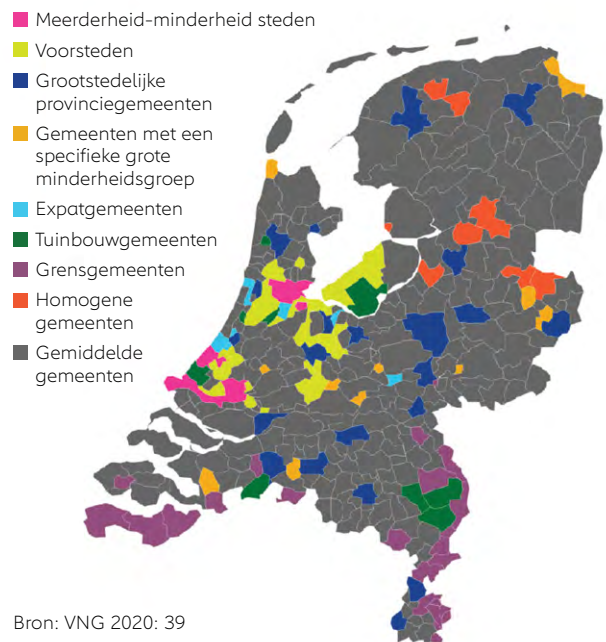 Meerderheid-minderheid steden
Voorsteden
Grootstedelijke
provinciegemeenten
Gemeenten met een
specifieke grote
minderheidsgroep
Expatgemeenten
Tuinbouwgemeenten
Grensgemeenten
Homogene
gemeenten
Gemiddelde
gemeenten
Bron: VNG 2020: 39